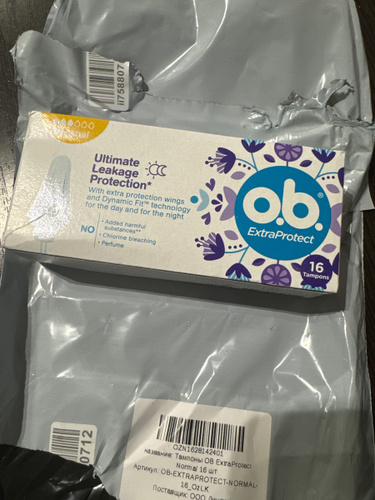 ii758807
Normal
Ultimate
Leakage
Protection*
With extra protection wings
and Dynamic Fit™ technology
for the day and for the night
NO
• Added harmful
substances**
• Chlorine bleaching
• Perfume
o.b.®
ExtraProtect
16
Tampons
0712
OZN1628142401
Название: Тампоны OB ExtraProtect
Normal 16 шт
Артикул: OB-EXTRAPROTECT-NORMAL-
16_OzLK
Поставщик: ООО